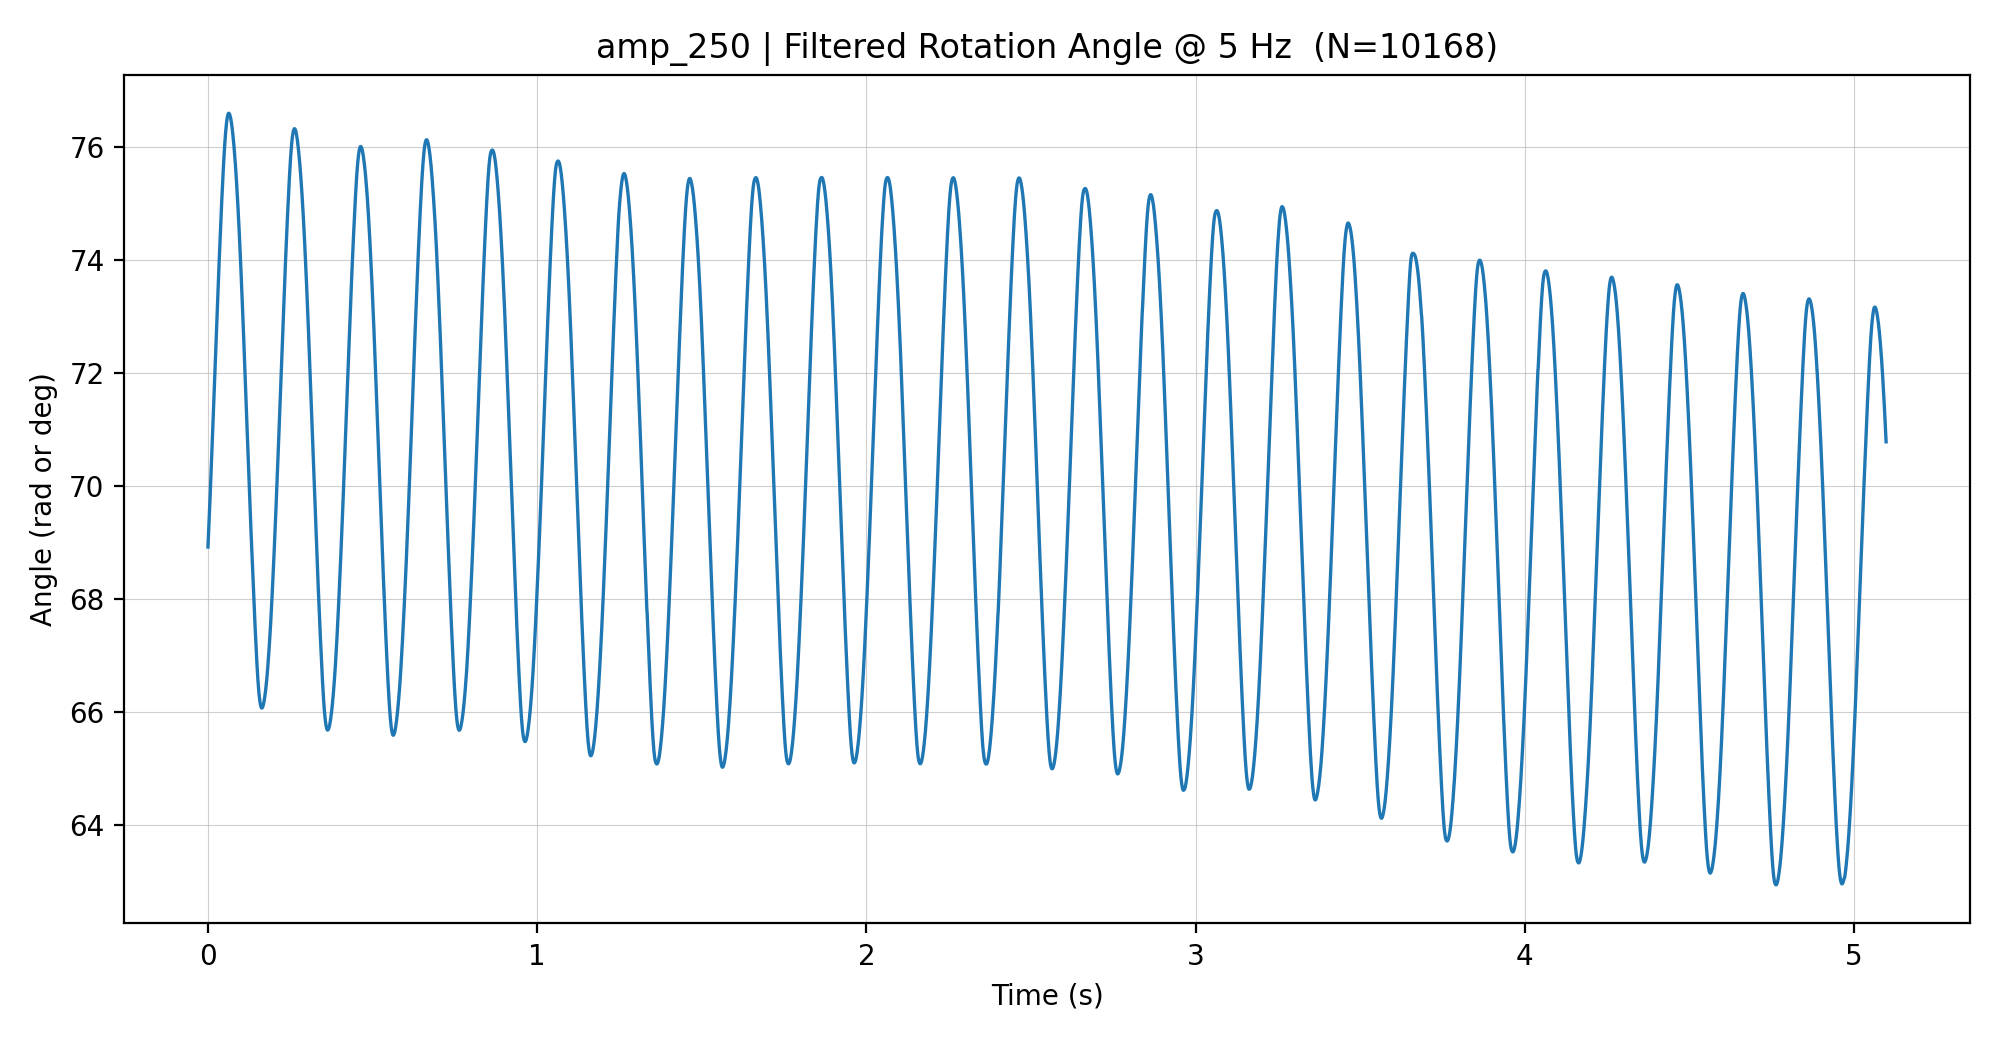 amp_250 | Filtered Rotation Angle @ 5 Hz  (N=10168)
Angle (rad or deg)
76
74
72
70
68
66
64
0 1 2 3 4 5
Time (s)